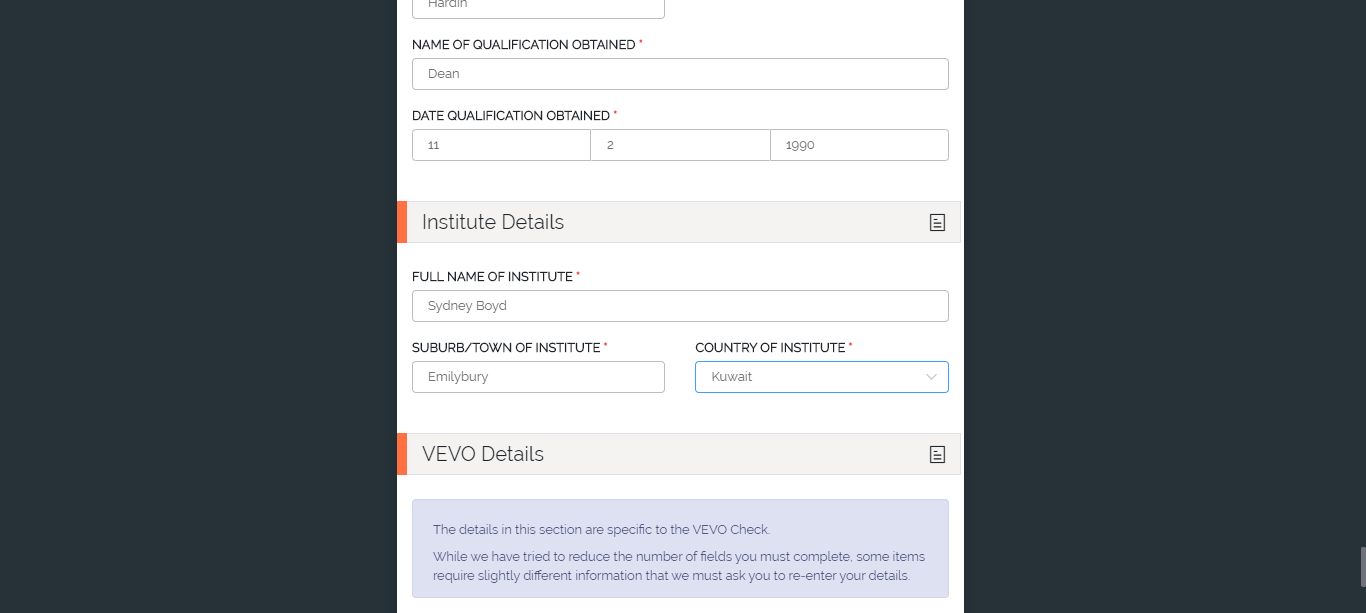 Hardin
NAME OF QUALIFICATION OBTAINED *
Dean
DATE QUALIFICATION OBTAINED *
11 2 1990
Institute Details
FULL NAME OF INSTITUTE *
Sydney Boyd
SUBURB/TOWN OF INSTITUTE * COUNTRY OF INSTITUTE *
Emilybury Kuwait
VEVO Details
The details in this section are specific to the VEVO Check.
While we have tried to reduce the number of fields you must complete, some items
require slightly different information that we must ask you to re-enter your details.